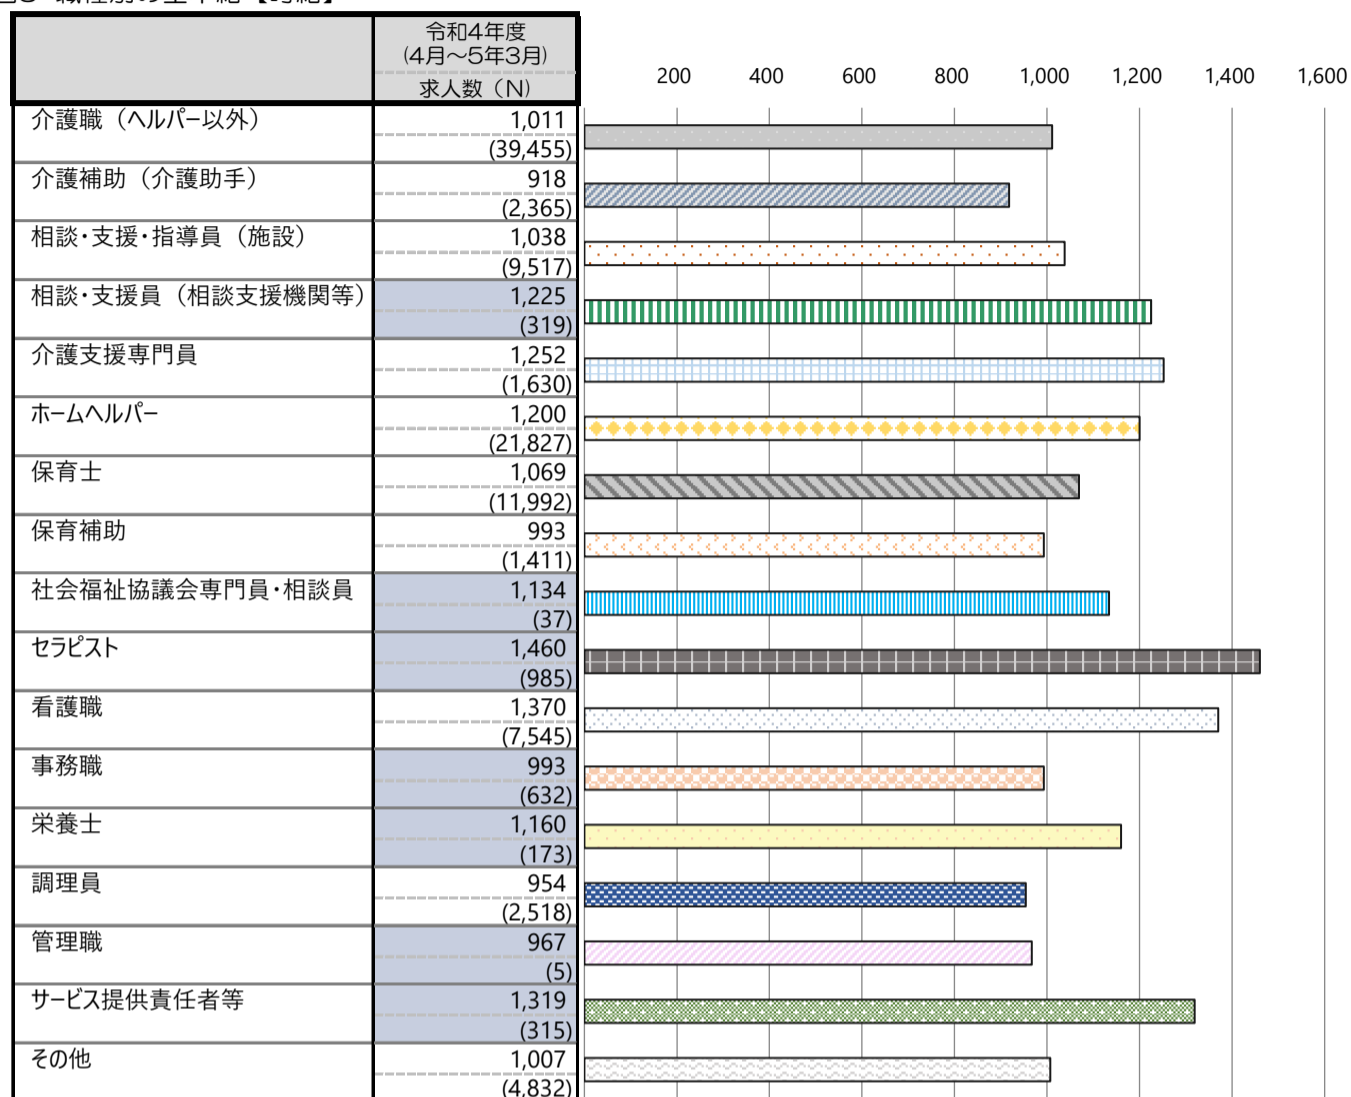 令和4年度
(4月～5年3月)
求人数（N)
200 400 600 800 1,000 1,200 1,400 1,600
介護職（ヘルパー以外） 1,011
(39,455)
介護補助（介護助手） 918
(2,365)
相談・支援・指導員（施設） 1,038
(9,517)
相談・支援員（相談支援機関等） 1,225
(319)
介護支援専門員 1,252
(1,630)
ホームヘルパー 1,200
(21,827)
保育士 1,069
(11,992)
保育補助 993
(1,411)
社会福祉協議会専門員・相談員 1,134
(37)
セラピスト 1,460
(985)
看護職 1,370
(7,545)
事務職 993
(632)
栄養士 1,160
(173)
調理員 954
(2,518)
管理職 967
(5)
サービス提供責任者等 1,319
(315)
その他 1,007
(4,832)